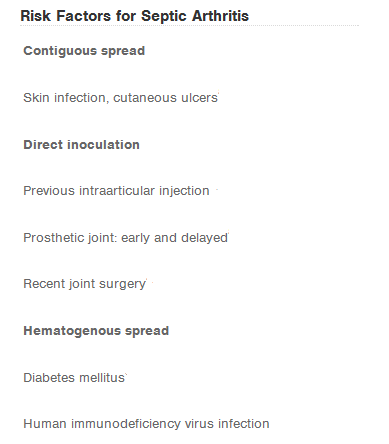 Risk Factors for Septic Arthritis
Contiguous spread
Skin infection, cutaneous ulcers
Direct inoculation
Previous intraarticular injection
Prosthetic joint: early and delayed
Recent joint surgery
Hematogenous spread
Diabetes mellitus
Human immunodeficiency virus infection